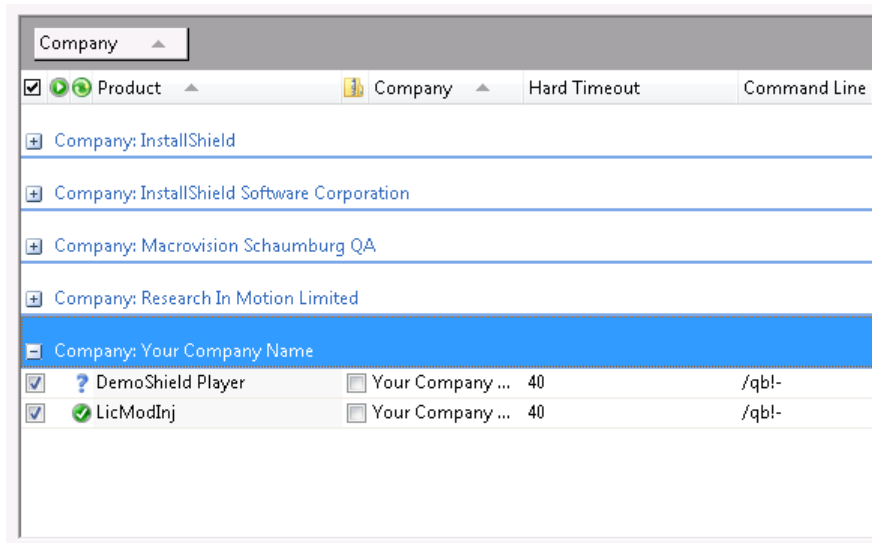 Company
Product Company Hard Timeout Command Line
Company: InstallShield
Company: InstallShield Software Corporation
Company: Macrovision Schaumburg QA
Company: Research In Motion Limited
Company: Your Company Name
? DemoShield Player Your Company ... 40 /qb!-
LicModInj Your Company ... 40 /qb!-